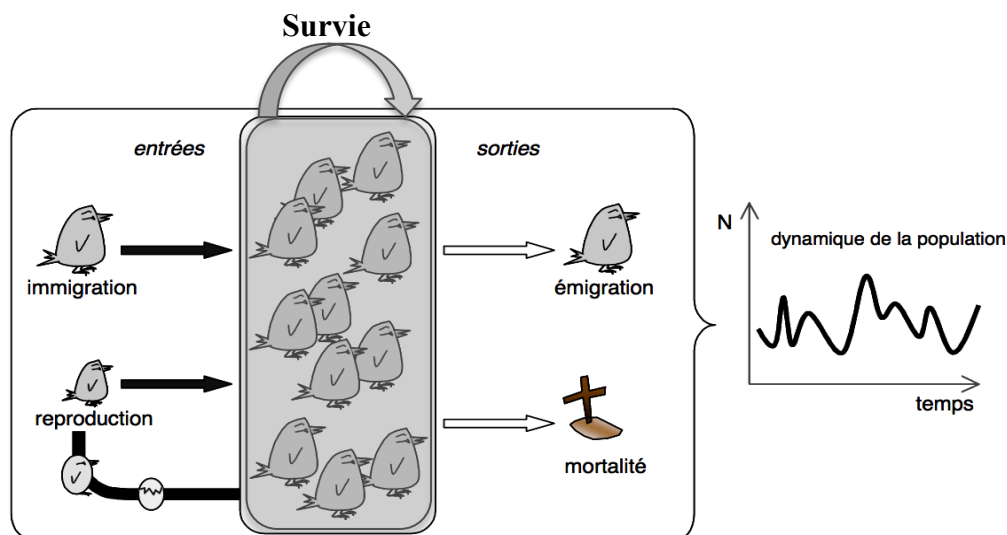 Survie
entrées
sorties
immigration
émigration
reproduction
mortalité
N
dynamique de la population
temps